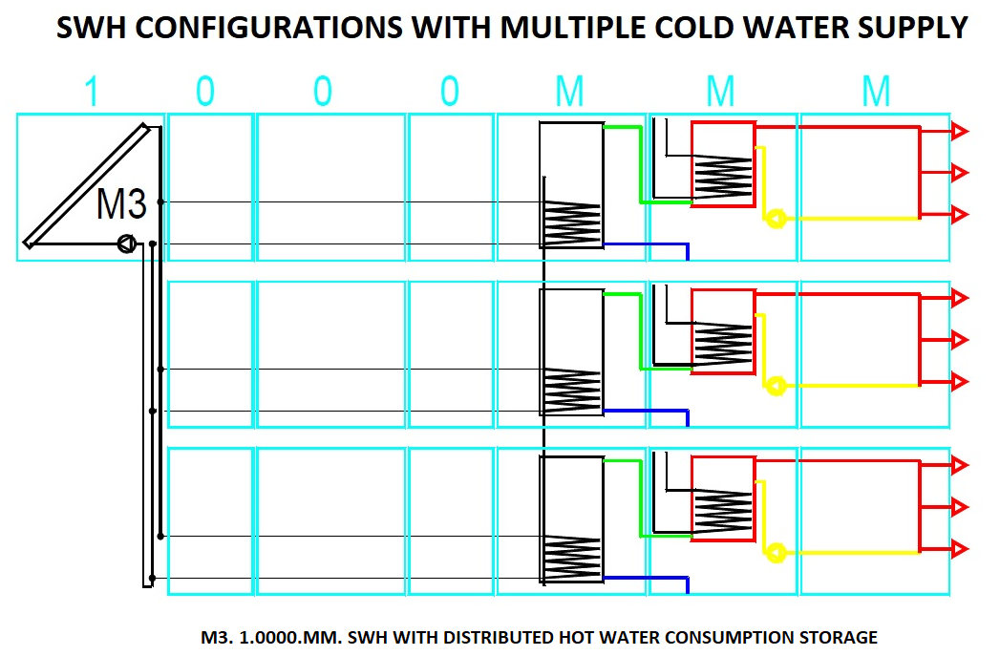 SWH CONFIGURATIONS WITH MULTIPLE COLD WATER SUPPLY
1 0 0 0 M M M
M3
M3. 1.0000.MM. SWH WITH DISTRIBUTED HOT WATER CONSUMPTION STORAGE